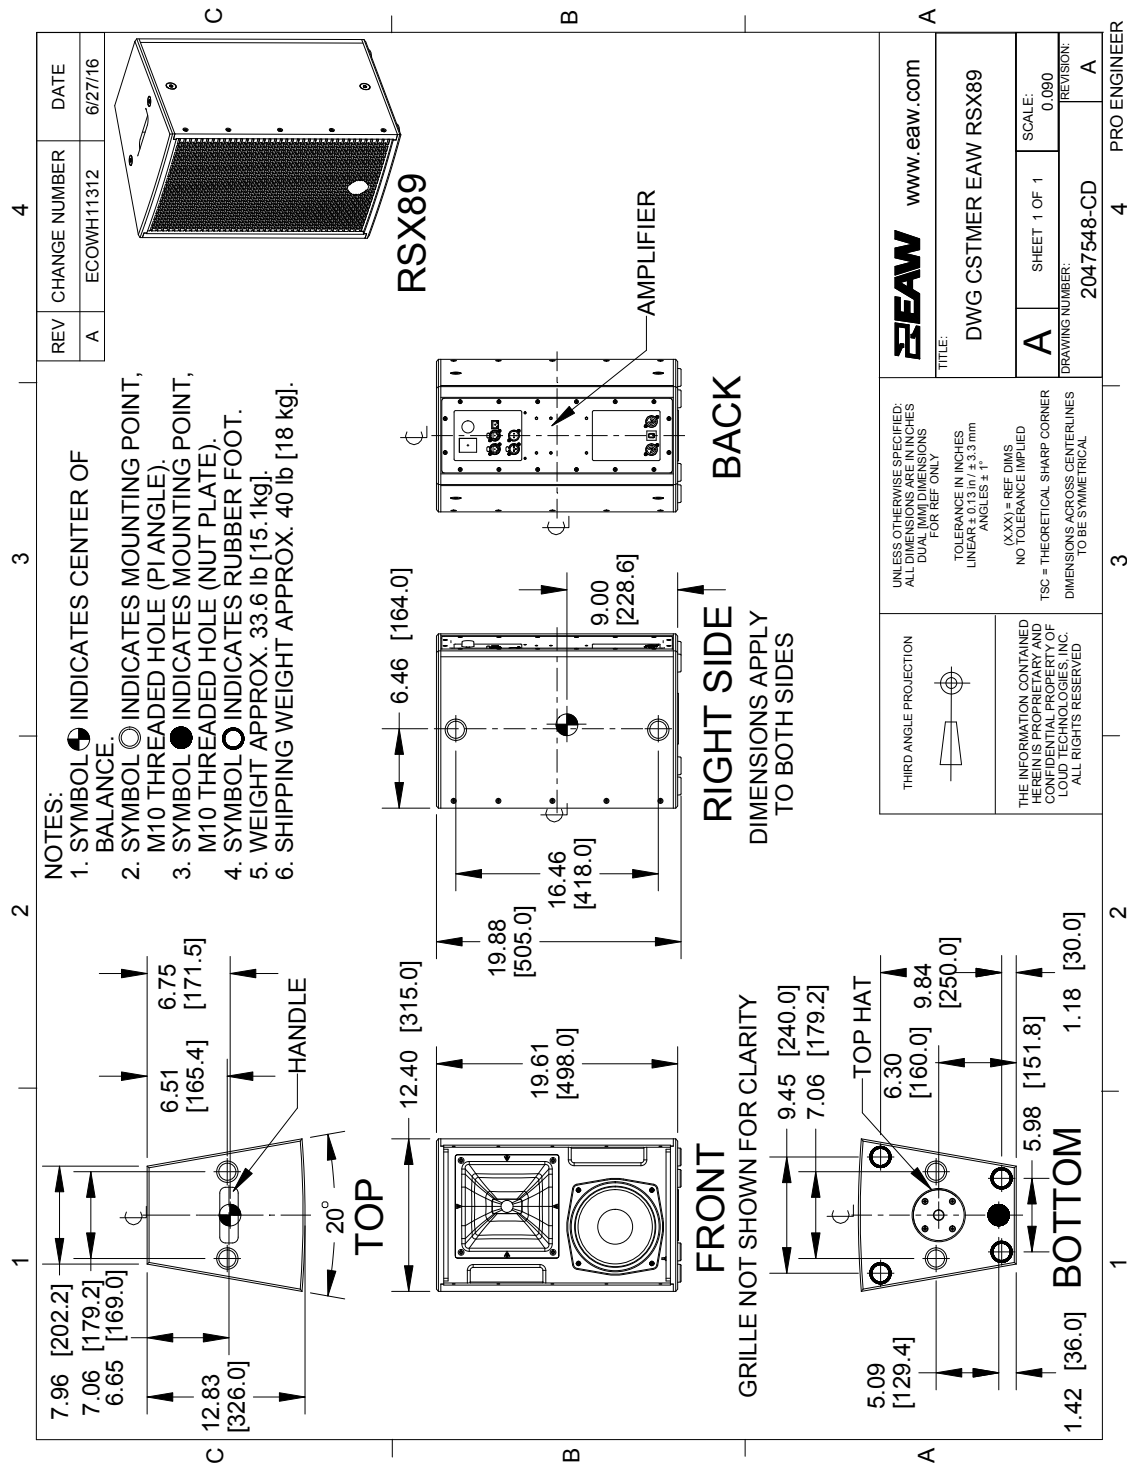 1
2
3
4
C
B
A
REV CHANGE NUMBER DATE
A ECOWH11312 6/27/16
NOTES:
1. SYMBOL INDICATES CENTER OF
BALANCE.
2. SYMBOL INDICATES MOUNTING POINT,
M10 THREADED HOLE (PI ANGLE).
3. SYMBOL INDICATES MOUNTING POINT,
M10 THREADED HOLE (NUT PLATE).
4. SYMBOL INDICATES RUBBER FOOT.
5. WEIGHT APPROX. 33.6 lb [15.1kg].
6. SHIPPING WEIGHT APPROX. 40 lb [18 kg].
RSX89
7.96 [202.2]
7.06 [179.2]
6.65 [169.0]
12.83
[326.0]
6.51
[165.4]
6.75
[171.5]
HANDLE
20°
TOP
12.40 [315.0]
19.61
[498.0]
FRONT
GRILLE NOT SHOWN FOR CLARITY
19.88
[505.0]
16.46
[418.0]
6.46 [164.0]
9.00
[228.6]
RIGHT SIDE
DIMENSIONS APPLY
TO BOTH SIDES
AMPLIFIER
BACK
9.45 [240.0]
7.06 [179.2]
TOP HAT
6.30
[160.0]
9.84
[250.0]
5.09
[129.4]
1.42 [36.0]
5.98 [151.8]
1.18 [30.0]
BOTTOM
THIRD ANGLE PROJECTION
THE INFORMATION CONTAINED
HEREIN IS PROPRIETARY AND
CONFIDENTIAL PROPERTY OF
LOUD TECHNOLOGIES, INC.
ALL RIGHTS RESERVED
UNLESS OTHERWISE SPECIFIED:
ALL DIMENSIONS ARE IN INCHES
DUAL [MM] DIMENSIONS
FOR REF ONLY
TOLERANCE IN INCHES
LINEAR ± 0.13 in / ± 3.3 mm
ANGLES ± 1°
(X.XX) = REF DIMS
NO TOLERANCE IMPLIED
TSC = THEORETICAL SHARP CORNER
DIMENSIONS ACROSS CENTERLINES
TO BE SYMMETRICAL
EAW www.eaw.com
TITLE:
DWG CSTMER EAW RSX89
A
SHEET 1 OF 1
SCALE:
0.090
DRAWING NUMBER:
2047548-CD
REVISION:
A
C
B
A
1
2
3
4
PRO ENGINEER